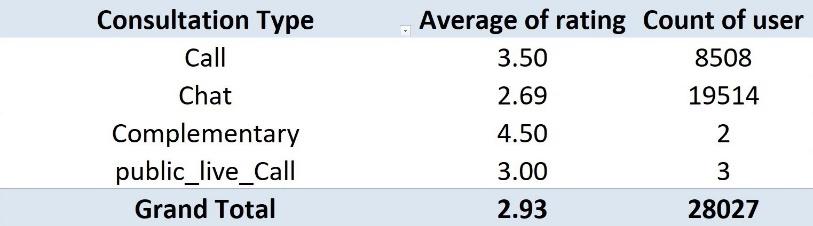 Consultation Type Average of rating Count of user
Call 3.50 8508
Chat 2.69 19514
Complementary 4.50 2
public_live_Call 3.00 3
Grand Total 2.93 28027